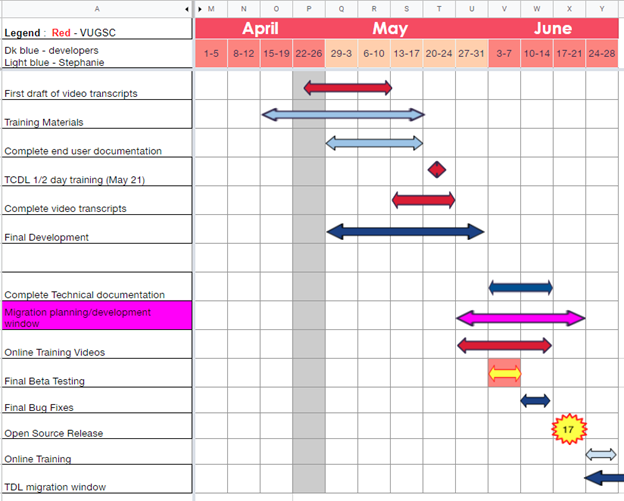 A M N O P Q R S T U V W X Y
Legend : Red - VUGSC April May June
Dk blue - developers
Light blue - Stephanie
1-5 8-12 15-19 22-26 29-3 6-10 13-17 20-24 27-31 3-7 10-14 17-21 24-28
First draft of video transcripts
Training Materials
Complete end user documentation
TCDL 1/2 day training (May 21)
Complete video transcripts
Final Development
Complete Technical documentation
Migration planning/development
window
Online Training Videos
Final Beta Testing
Final Bug Fixes
Open Source Release 17
Online Training
TDL migration window